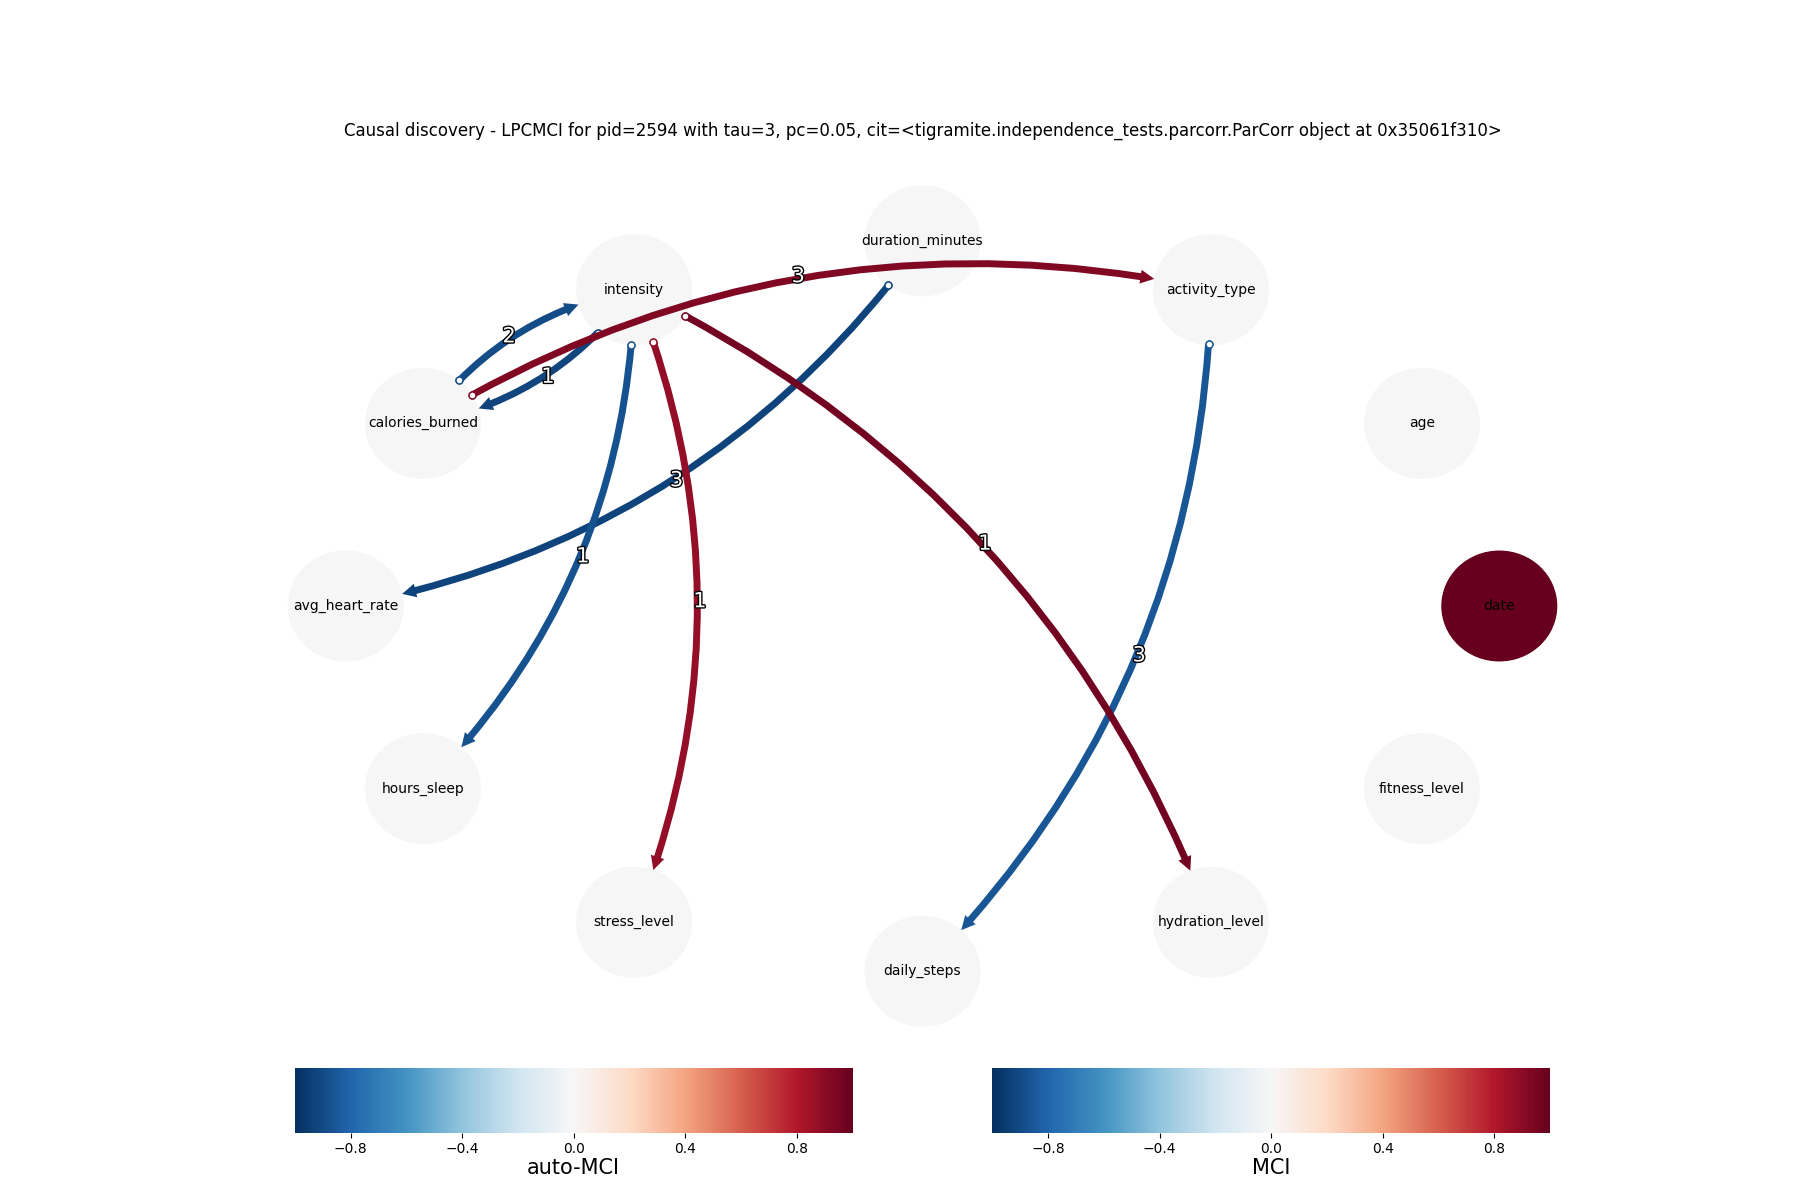 Causal discovery - LPCMCI for pid=2594 with tau=3, pc=0.05, cit=<tigramite.independence_tests.parcorr.ParCorr object at 0x35061f310>
duration_minutes
intensity
activity_type
3
2
1
calories_burned
age
3
1
1
avg_heart_rate
1
date
3
hours_sleep
fitness_level
stress_level
hydration_level
daily_steps
−0.8 −0.4 0.0 0.4 0.8
auto-MCI
−0.8 −0.4 0.0 0.4 0.8
MCI